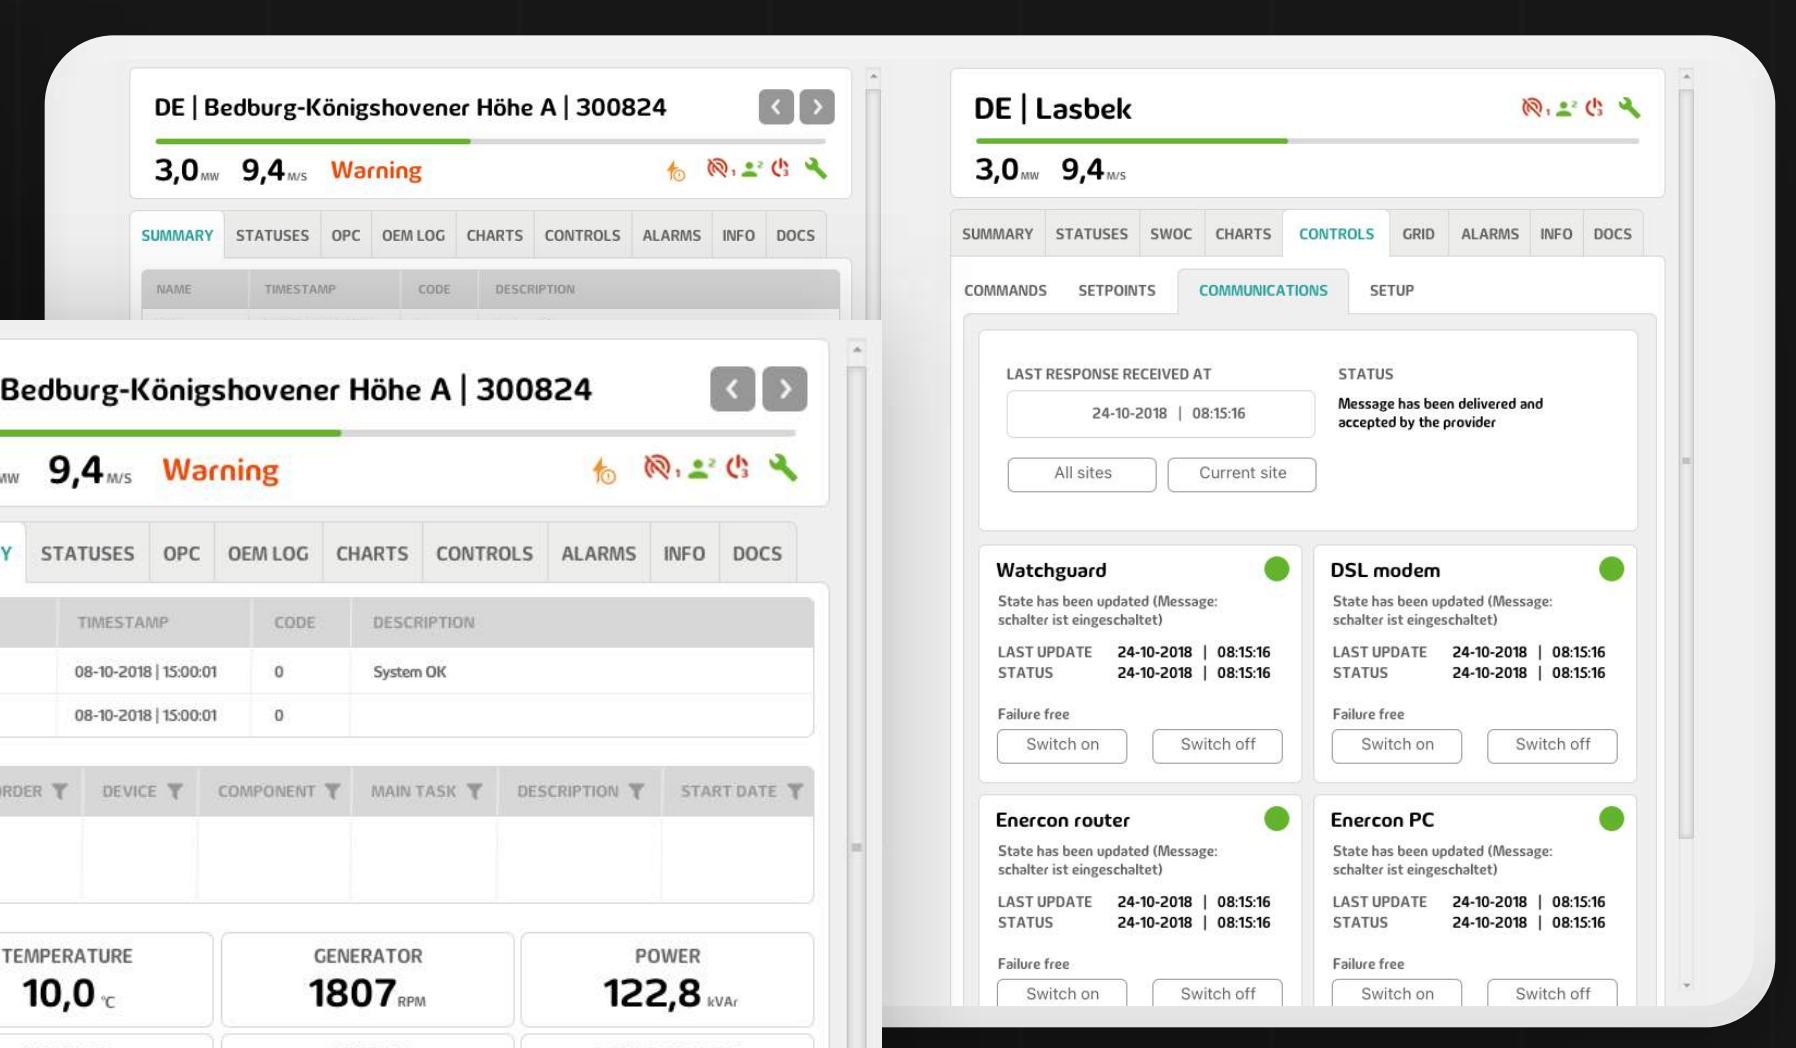 DE | Bedburg-Königshovener Höhe A | 300824
3,0 MW 9,4 M/S Warning 1 2 3
SUMMARY STATUSES OPC OEM LOG CHARTS CONTROLS ALARMS INFO DOCS
NAME TIMESTAMP CODE DESCRIPTION
Bedburg-Königshovener Höhe A | 300824
MW 9,4 M/S Warning 1 2 3
Y STATUSES OPC OEM LOG CHARTS CONTROLS ALARMS INFO DOCS
TIMESTAMP CODE DESCRIPTION
08-10-2018 | 15:00:01 0 System OK
08-10-2018 | 15:00:01 0
RDER DEVICE COMPONENT MAIN TASK DESCRIPTION START DATE
TEMPERATURE GENERATOR POWER
10,0 °C 1807 RPM 122,8 kVAr
DE | Lasbek 1 2 3
3,0 MW 9,4 M/S
SUMMARY STATUSES SWOC CHARTS CONTROLS GRID ALARMS INFO DOCS
COMMANDS SETPOINTS COMMUNICATIONS SETUP
LAST RESPONSE RECEIVED AT
24-10-2018 | 08:15:16
All sites Current site
STATUS
Message has been delivered and
accepted by the provider
Watchguard
State has been updated (Message:
schalter ist eingeschaltet)
LAST UPDATE 24-10-2018 | 08:15:16
STATUS 24-10-2018 | 08:15:16
Failure free
Switch on Switch off
DSL modem
State has been updated (Message:
schalter ist eingeschaltet)
LAST UPDATE 24-10-2018 | 08:15:16
STATUS 24-10-2018 | 08:15:16
Failure free
Switch on Switch off
Enercon router
State has been updated (Message:
schalter ist eingeschaltet)
LAST UPDATE 24-10-2018 | 08:15:16
STATUS 24-10-2018 | 08:15:16
Failure free
Switch on Switch off
Enercon PC
State has been updated (Message:
schalter ist eingeschaltet)
LAST UPDATE 24-10-2018 | 08:15:16
STATUS 24-10-2018 | 08:15:16
Failure free
Switch on Switch off